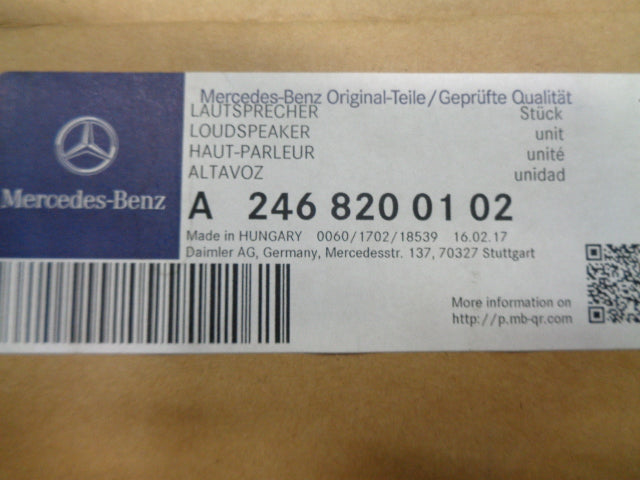 Mercedes-Benz Original-Teile/Geprüfte Qualität
LAUTSPRECHER Stück
LOUDSPEAKER unit
HAUT-PARLEUR unité
ALTAVOZ unidad
Mercedes-Benz
A 246 820 01 02
Made in HUNGARY 0060/1702/18539 16.02.17
Daimler AG, Germany, Mercedesstr. 137, 70327 Stuttgart
More information on
http://p.mb-qr.com